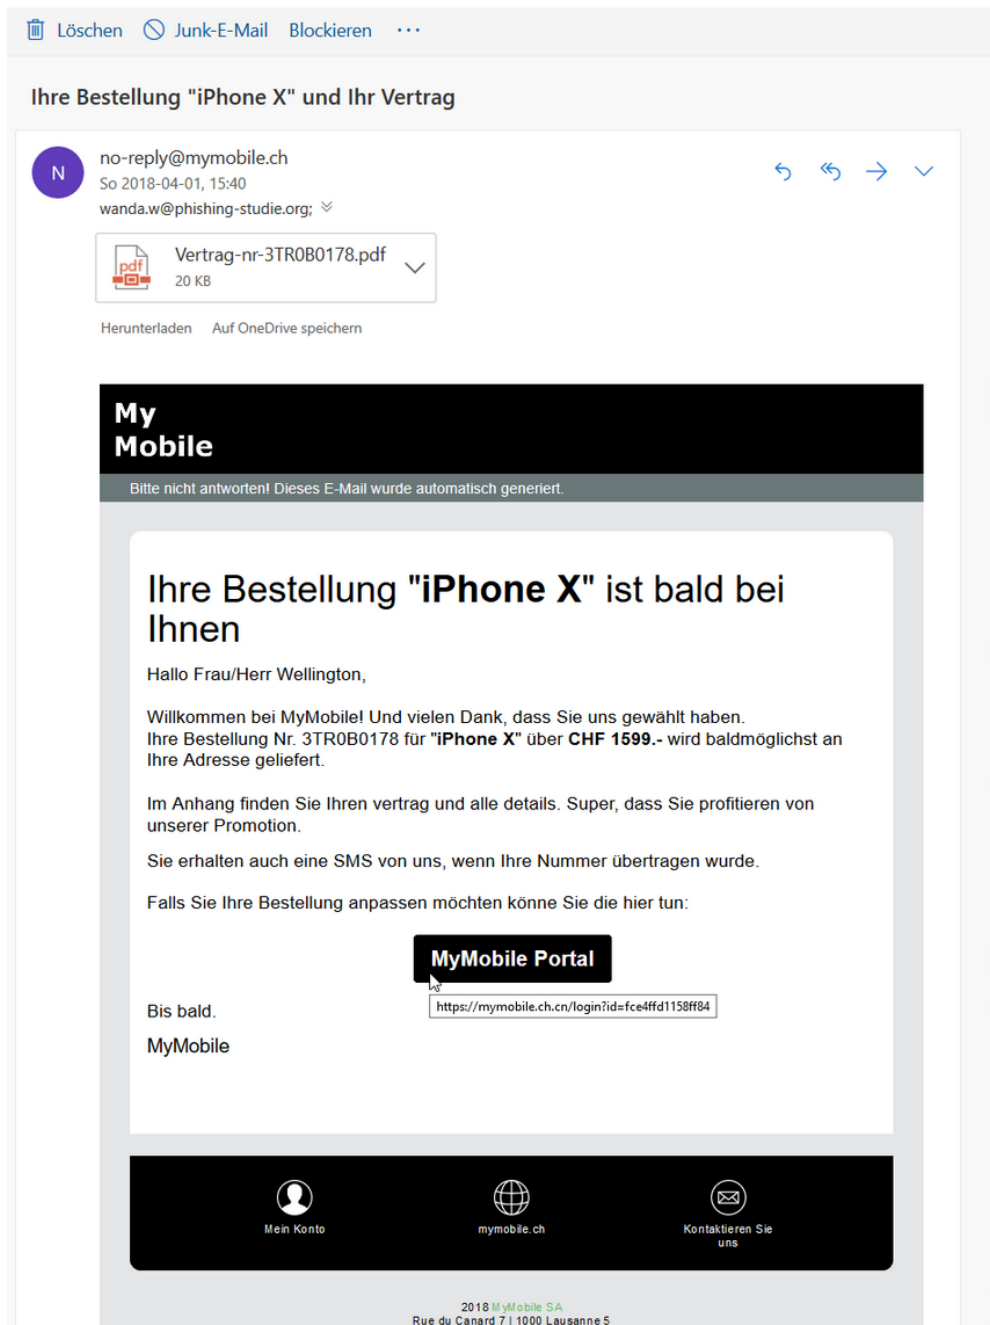 Löschen Junk-E-Mail Blockieren ...
Ihre Bestellung "iPhone X" und Ihr Vertrag
N
no-reply@mymobile.ch
So 2018-04-01, 15:40
wanda.w@phishing-studie.org;
pdf
Vertrag-nr-3TR0B0178.pdf
20 KB
Herunterladen Auf OneDrive speichern
My
Mobile
Bitte nicht antworten! Dieses E-Mail wurde automatisch generiert.
Ihre Bestellung "iPhone X" ist bald bei
Ihnen
Hallo Frau/Herr Wellington,
Willkommen bei MyMobile! Und vielen Dank, dass Sie uns gewählt haben.
Ihre Bestellung Nr. 3TR0B0178 für "iPhone X" über CHF 1599.- wird baldmöglichst an
Ihre Adresse geliefert.
Im Anhang finden Sie Ihren vertrag und alle details. Super, dass Sie profitieren von
unserer Promotion.
Sie erhalten auch eine SMS von uns, wenn Ihre Nummer übertragen wurde.
Falls Sie Ihre Bestellung anpassen möchten könne Sie die hier tun:
MyMobile Portal
https://mymobile.ch.cn/login?id=fce4ffd1158ff84
Bis bald.
MyMobile
Mein Konto
mymobile.ch
Kontaktieren Sie
uns
2018 MyMobile SA
Rue du Canard 7 | 1000 Lausanne 5